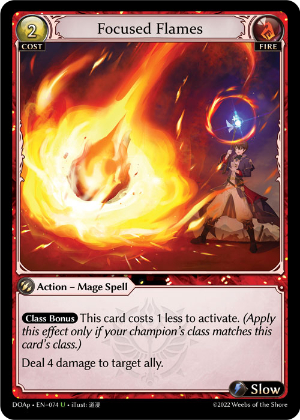 2
COST
Focused Flames
FIRE
Action – Mage Spell
Class Bonus This card costs 1 less to activate. (Apply
this effect only if your champion's class matches this
card's class.)
Deal 4 damage to target ally.
Slow
DOAp • EN-074 U • illust: 道滝
©2022 Weebs of the Shore